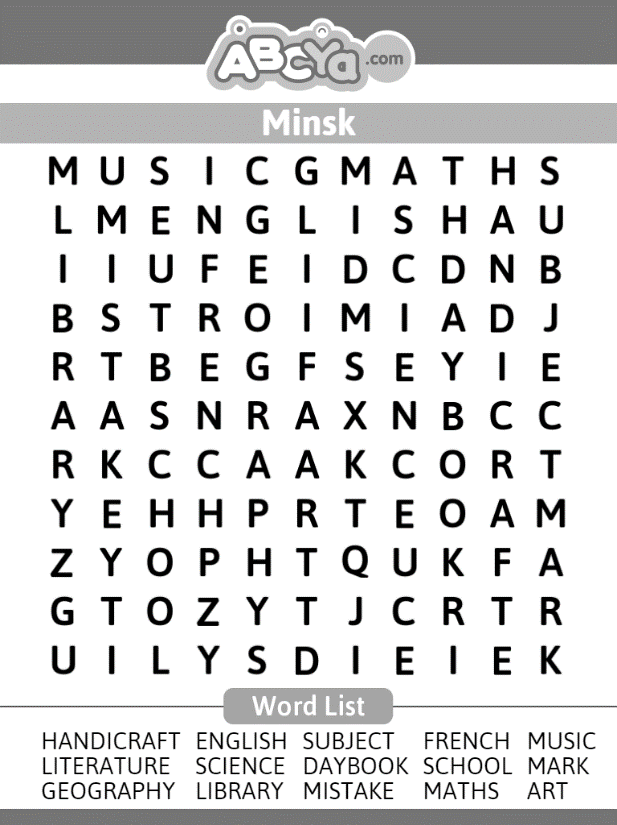 ABCYa.com
Minsk
M U S I C G M A T H S
L M E N G L I S H A U
I I U F E I D C D N B
B S T R O I M I A D J
R T B E G F S E Y I E
A A S N R A X N B C C
R K C C A A K C O R T
Y E H H P R T E O A M
Z Y O P H T Q U K F A
G T O Z Y T J C R T R
U I L Y S D I E I E K
Word List
HANDICRAFT ENGLISH SUBJECT FRENCH MUSIC
LITERATURE SCIENCE DAYBOOK SCHOOL MARK
GEOGRAPHY LIBRARY MISTAKE MATHS ART